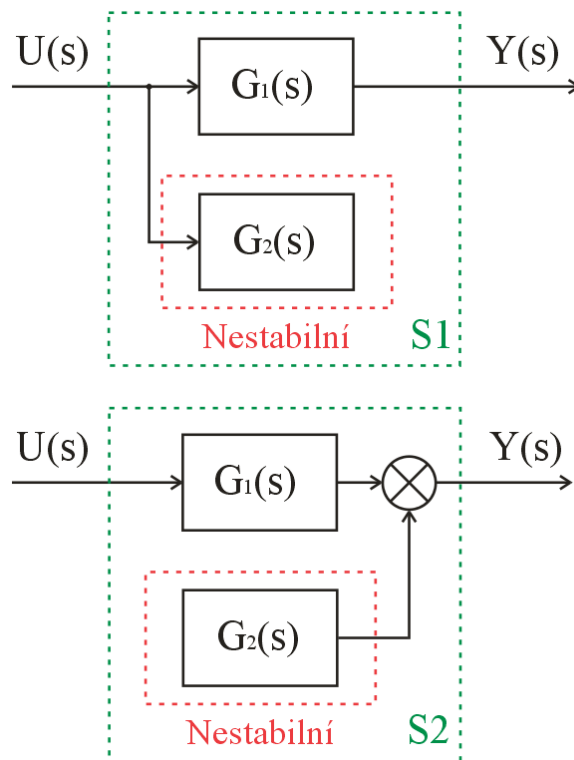 U(s)
G₁(s)
Y(s)
G₂(s)
Nestabilní
S1
U(s)
G₁(s)
Y(s)
G₂(s)
Nestabilní
S2